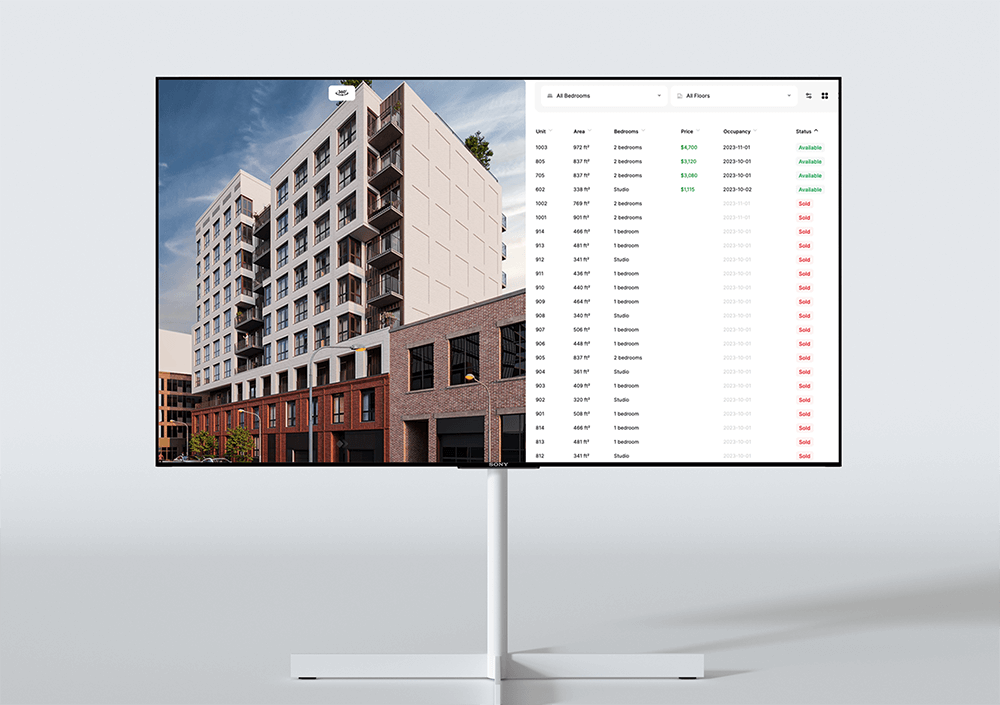 360°
All Bedrooms All Floors
Unit Area Bedrooms Price Occupancy Status
1003 972 ft² 2 bedrooms $4,700 2023-11-01 Available
805 837 ft² 2 bedrooms $3,120 2023-10-01 Available
705 837 ft² 2 bedrooms $3,080 2023-10-01 Available
602 338 ft² Studio $1,115 2023-10-02 Available
1002 769 ft² 2 bedrooms 2023-11-01 Sold
1001 901 ft² 2 bedrooms 2023-11-01 Sold
914 466 ft² 1 bedroom 2023-10-01 Sold
913 481 ft² 1 bedroom 2023-10-01 Sold
912 341 ft² Studio 2023-10-01 Sold
911 436 ft² 1 bedroom 2023-10-01 Sold
910 440 ft² 1 bedroom 2023-10-01 Sold
909 464 ft² 1 bedroom 2023-10-01 Sold
908 340 ft² Studio 2023-10-01 Sold
907 506 ft² 1 bedroom 2023-10-01 Sold
906 448 ft² 1 bedroom 2023-10-01 Sold
905 837 ft² 2 bedrooms 2023-10-01 Sold
904 361 ft² Studio 2023-10-01 Sold
903 409 ft² 1 bedroom 2023-10-01 Sold
902 320 ft² Studio 2023-10-01 Sold
901 508 ft² 1 bedroom 2023-10-01 Sold
814 466 ft² 1 bedroom 2023-10-01 Sold
813 481 ft² 1 bedroom 2023-10-01 Sold
812 341 ft² Studio 2023-10-01 Sold
SONY